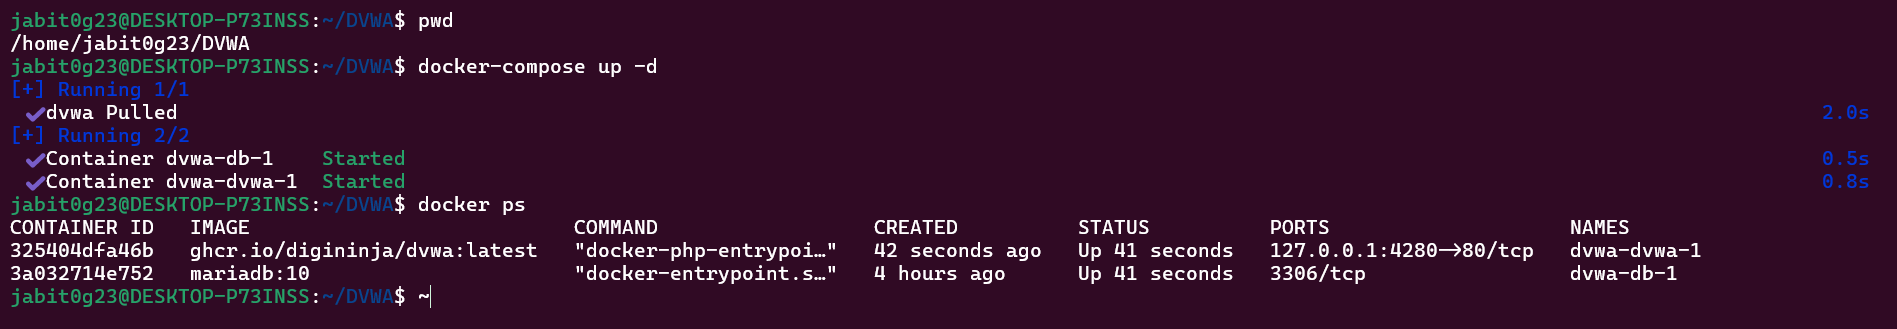 jabit0g23@DESKTOP-P73INSS:~/DVWA$ pwd
/home/jabit0g23/DVWA
jabit0g23@DESKTOP-P73INSS:~/DVWA$ docker-compose up -d
[+] Running 1/1
✔dvwa Pulled 2.0s
[+] Running 2/2
✔Container dvwa-db-1 Started 0.5s
✔Container dvwa-dvwa-1 Started 0.8s
jabit0g23@DESKTOP-P73INSS:~/DVWA$ docker ps
CONTAINER ID IMAGE COMMAND CREATED STATUS PORTS NAMES
325404dfa46b ghcr.io/digininja/dvwa:latest "docker-php-entrypoi…" 42 seconds ago Up 41 seconds 127.0.0.1:4280->80/tcp dvwa-dvwa-1
3a032714e752 mariadb:10 "docker-entrypoint.s…" 4 hours ago Up 41 seconds 3306/tcp dvwa-db-1
jabit0g23@DESKTOP-P73INSS:~/DVWA$ ~